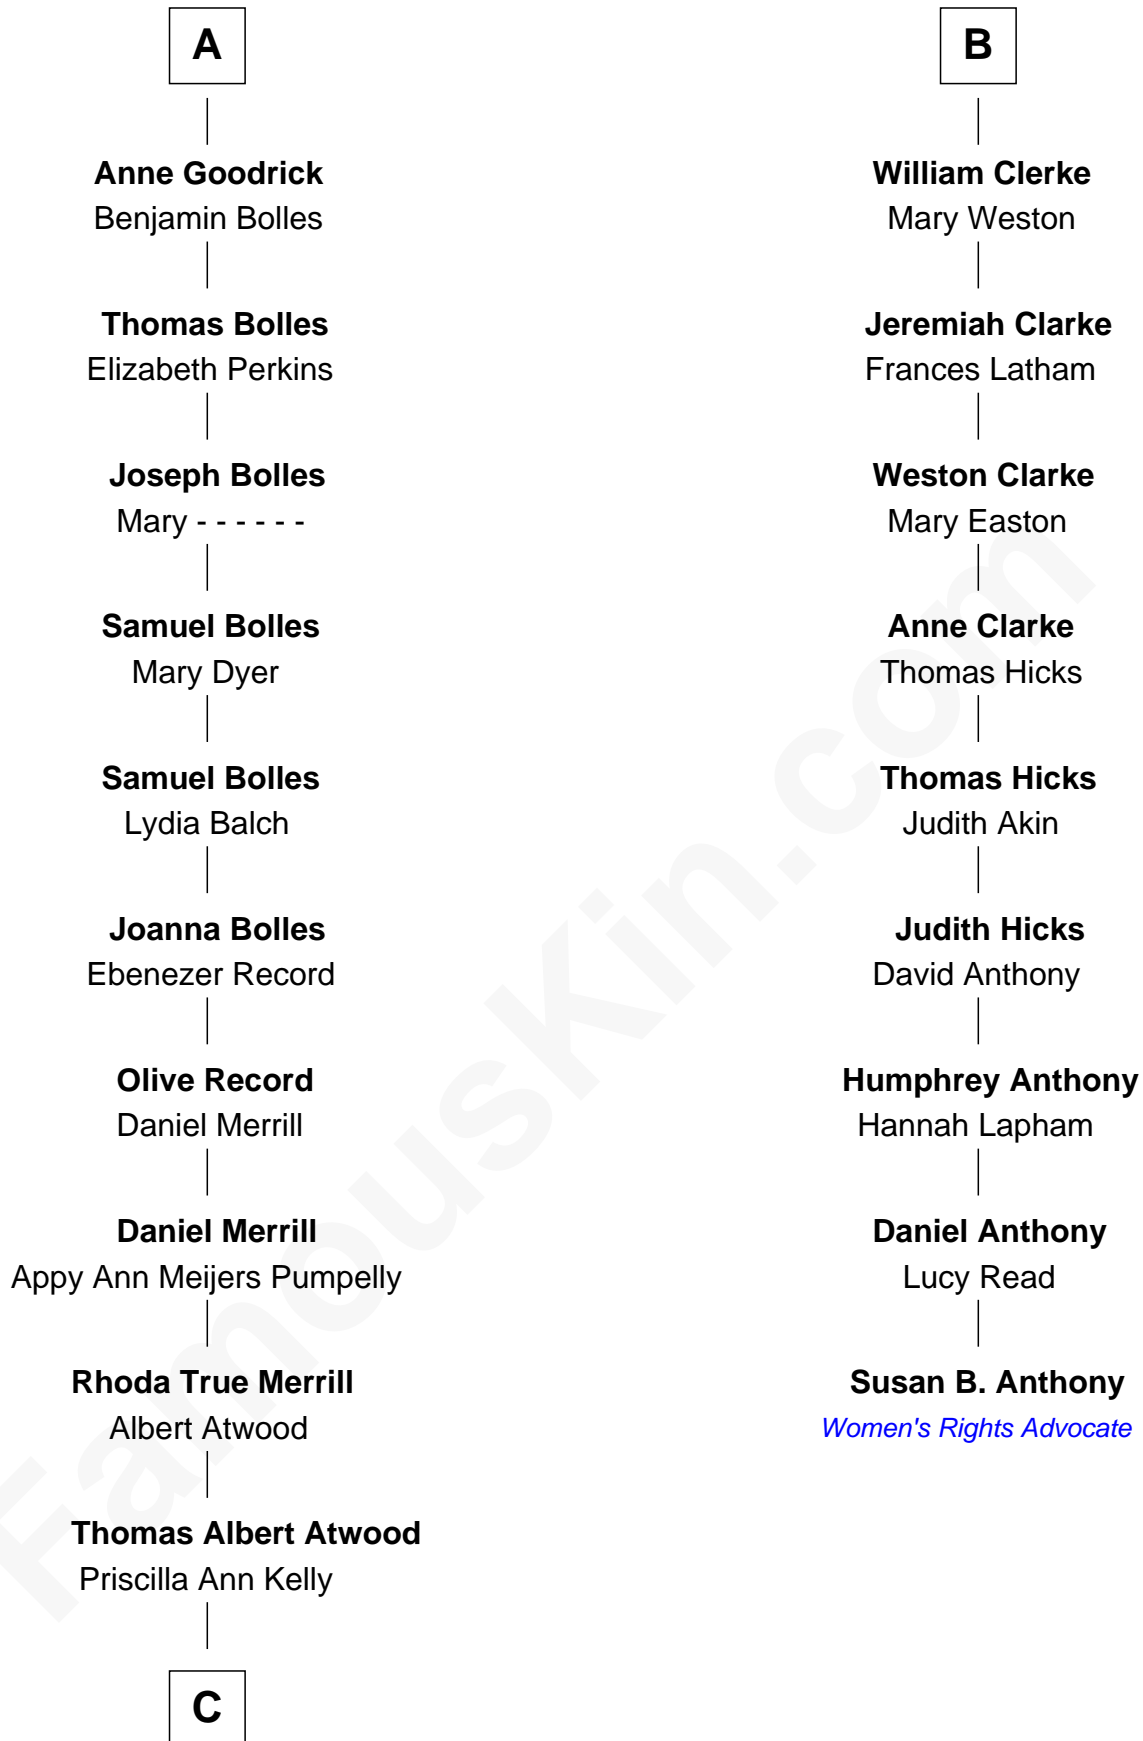 A
Anne Goodrick
Benjamin Bolles
Thomas Bolles
Elizabeth Perkins
Joseph Bolles
Mary - - - - - -
Samuel Bolles
Mary Dyer
Samuel Bolles
Lydia Balch
Joanna Bolles
Ebenezer Record
Olive Record
Daniel Merrill
Daniel Merrill
Appy Ann Meijers Pumpelly
Rhoda True Merrill
Albert Atwood
Thomas Albert Atwood
Priscilla Ann Kelly
C
B
William Clerke
Mary Weston
Jeremiah Clarke
Frances Latham
Weston Clarke
Mary Easton
Anne Clarke
Thomas Hicks
Thomas Hicks
Judith Akin
Judith Hicks
David Anthony
Humphrey Anthony
Hannah Lapham
Daniel Anthony
Lucy Read
Susan B. Anthony
Women's Rights Advocate
FamousKin.com